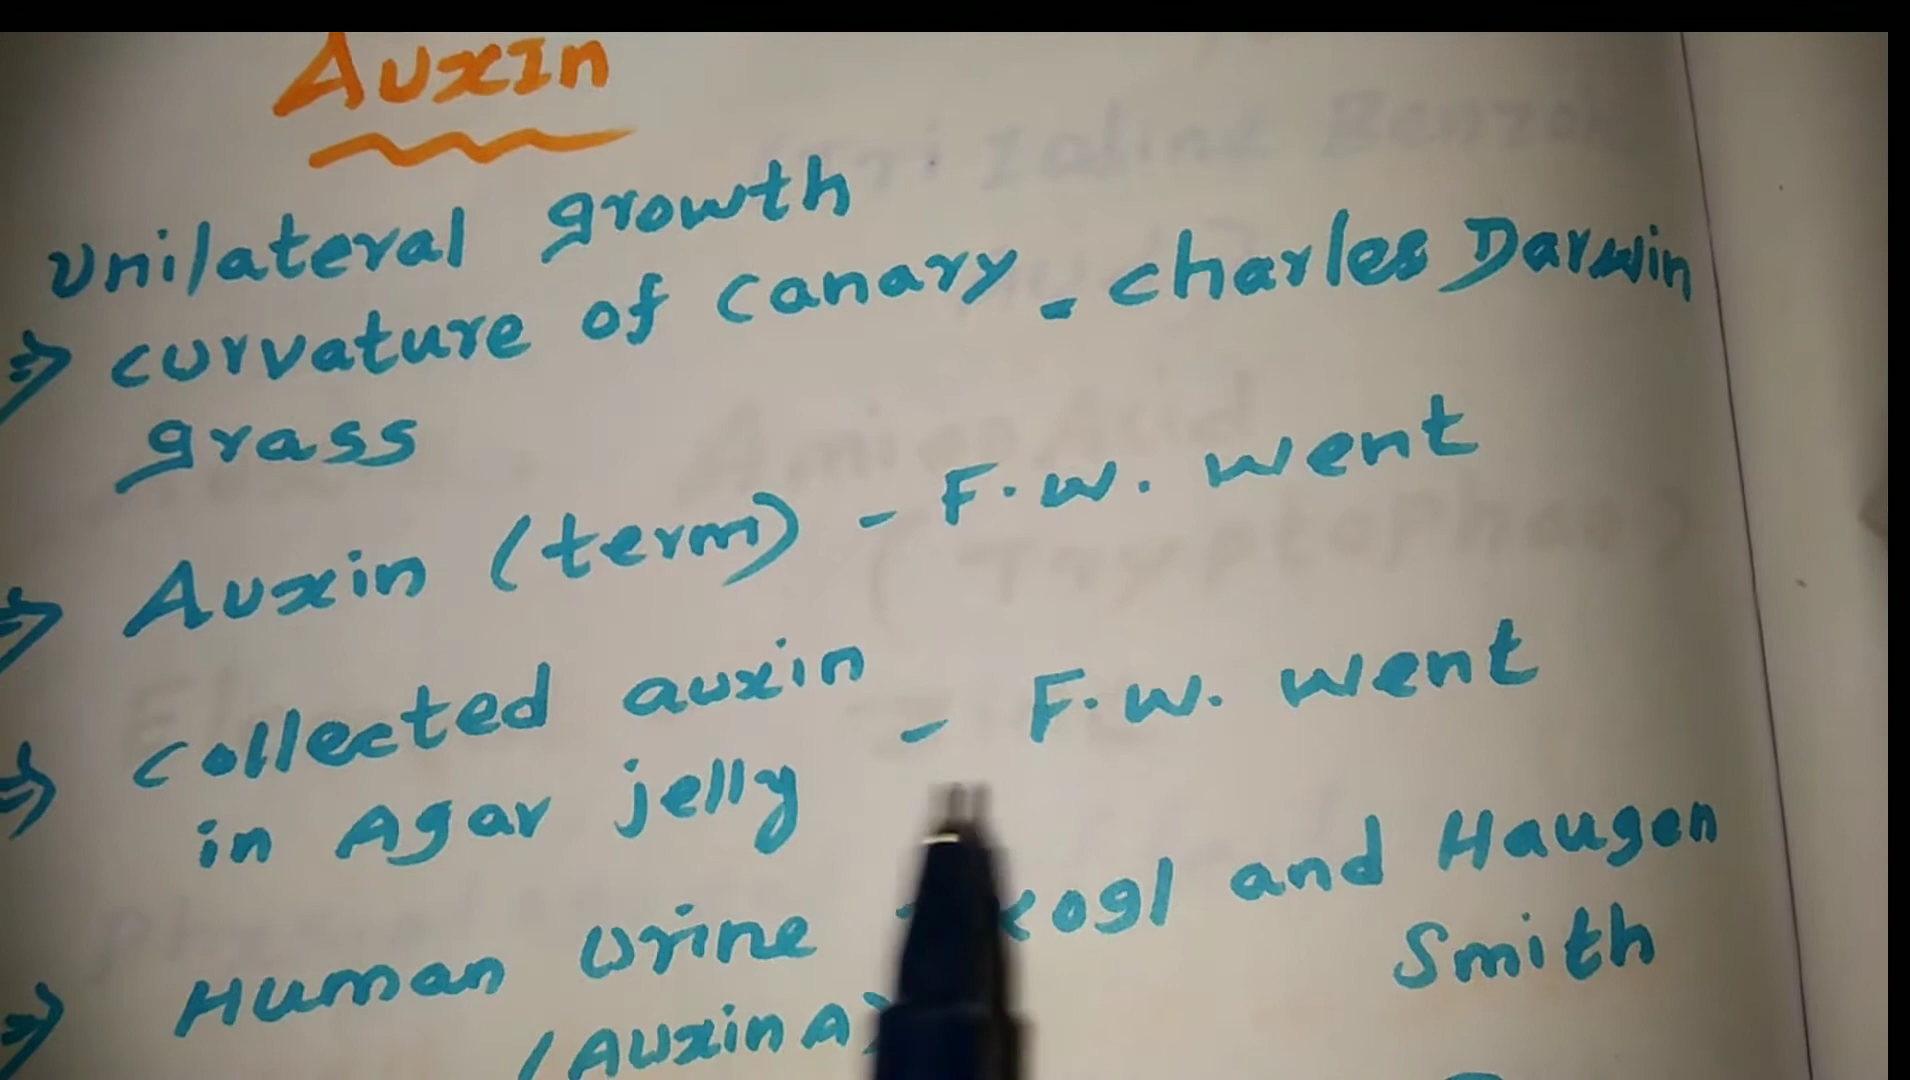 Auxin
Unilateral growth
⇒ curvature of canary - charles Darwin
grass
⇒ Auxin (term) - F.W. Went
⇒ collected auxin
in Agar jelly - F.W. Went
⇒ Human Urine - Kogl and Haugen
Smith
(Auxin A)